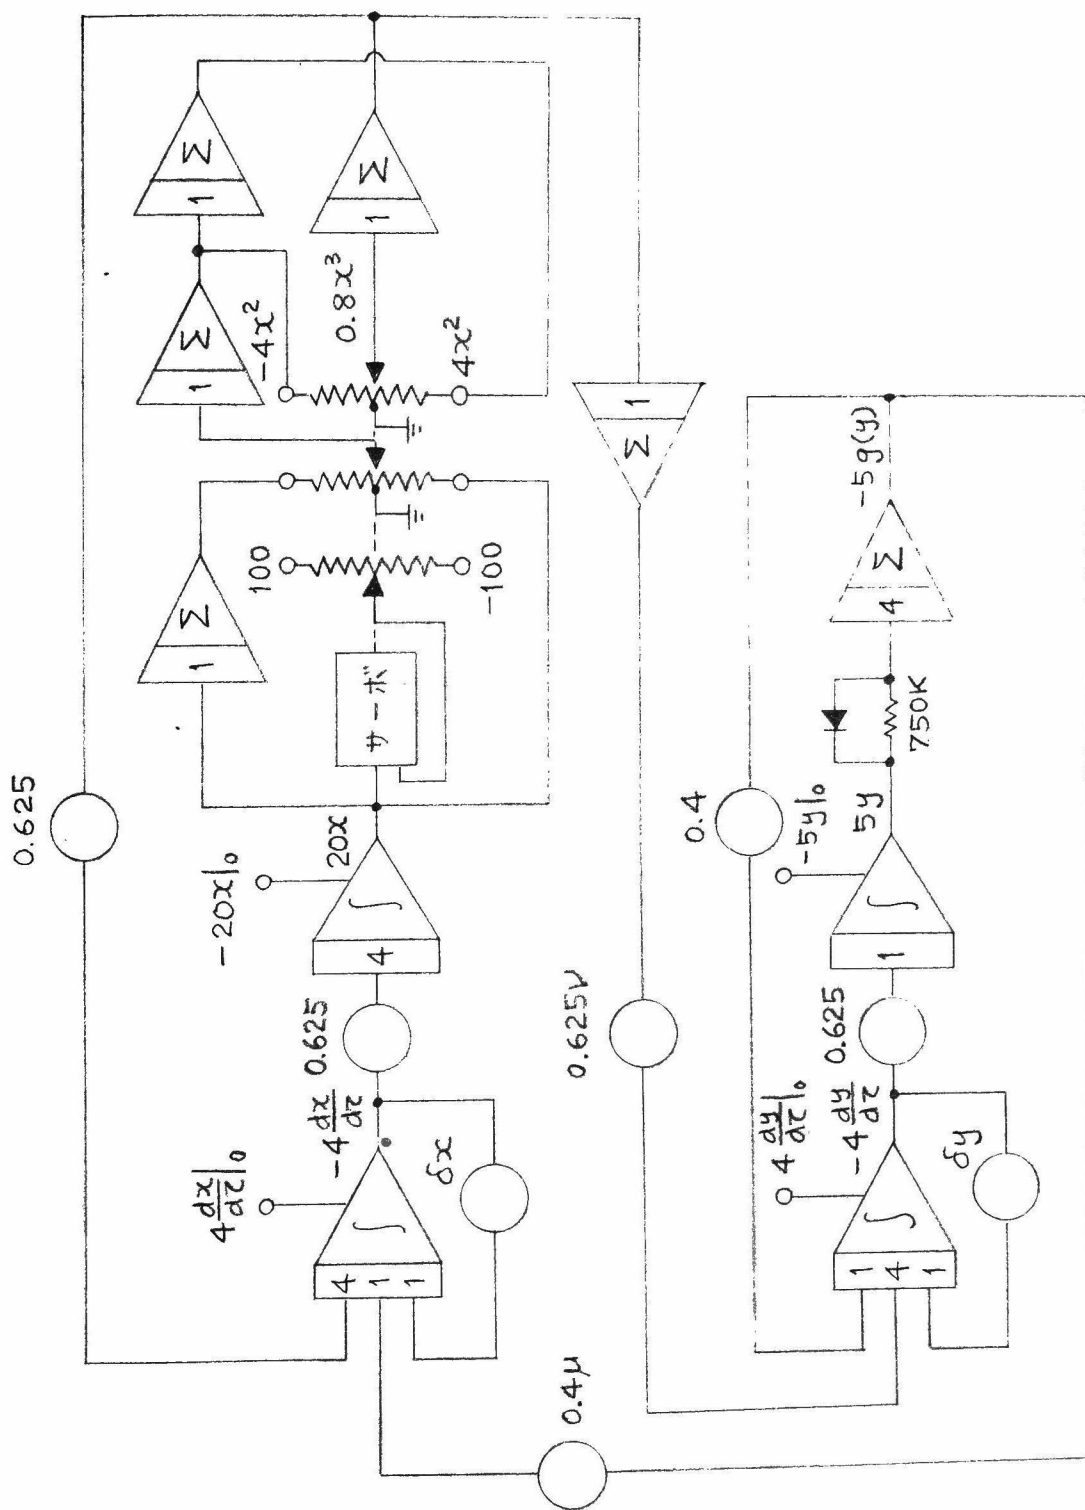 0.625
1 Σ
1 Σ
1 Σ
4dx/dτ|₀
-20x|₀
100
-4x²
-4dx/dτ
0.625
20x
0.8x³
4
1
1
∫
4
∫
サーボ
1 Σ
δx
-100
4x²
0.4μ
0.625ν
Σ 1
0.4
4dy/dτ|₀
-5y|₀
-4dy/dτ
0.625
5y
-5g(y)
1
4
1
∫
1
∫
750K
4 Σ
δy